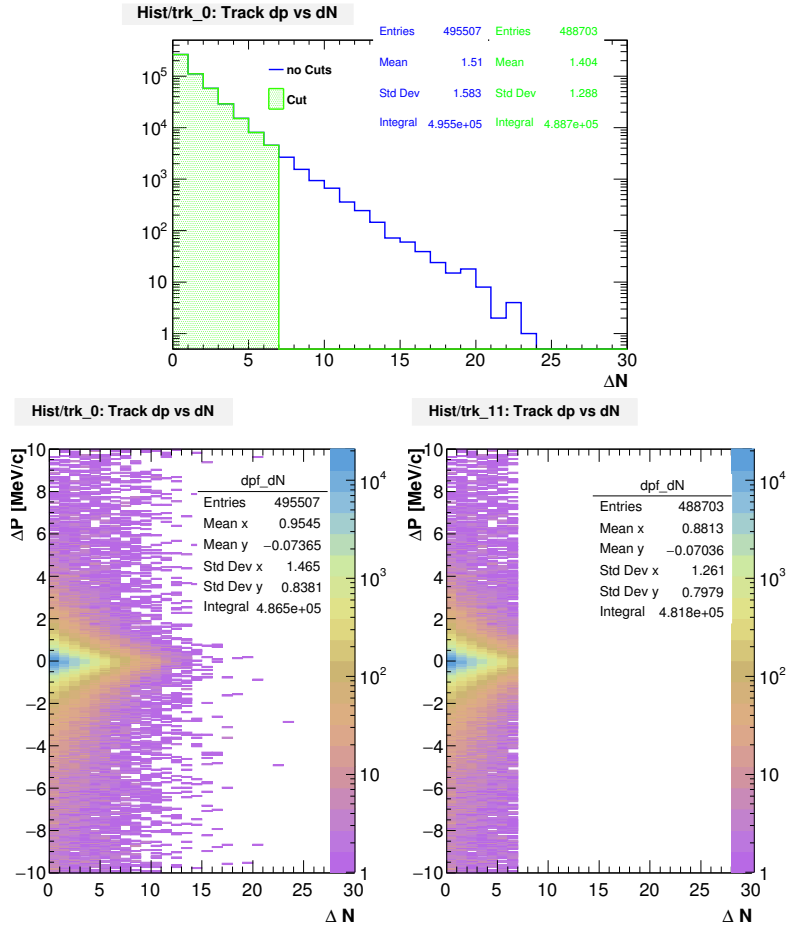 Hist/trk_0: Track dp vs dN
Entries 495507 Entries 488703
Mean 1.51 Mean 1.404
Std Dev 1.583 Std Dev 1.288
Integral 4.955e+05 Integral 4.887e+05
no Cuts
Cut
10^5
10^4
10^3
10^2
10
1
0 5 10 15 20 25 30
ΔN
Hist/trk_0: Track dp vs dN
ΔP [MeV/c]
10
8
6
4
2
0
−2
−4
−6
−8
−10
dpf_dN
Entries 495507
Mean x 0.9545
Mean y −0.07365
Std Dev x 1.465
Std Dev y 0.8381
Integral 4.865e+05
10^4
10^3
10^2
10
1
0 5 10 15 20 25 30
Δ N
Hist/trk_11: Track dp vs dN
ΔP [MeV/c]
10
8
6
4
2
0
−2
−4
−6
−8
−10
dpf_dN
Entries 488703
Mean x 0.8813
Mean y −0.07036
Std Dev x 1.261
Std Dev y 0.7979
Integral 4.818e+05
10^4
10^3
10^2
10
1
0 5 10 15 20 25 30
Δ N